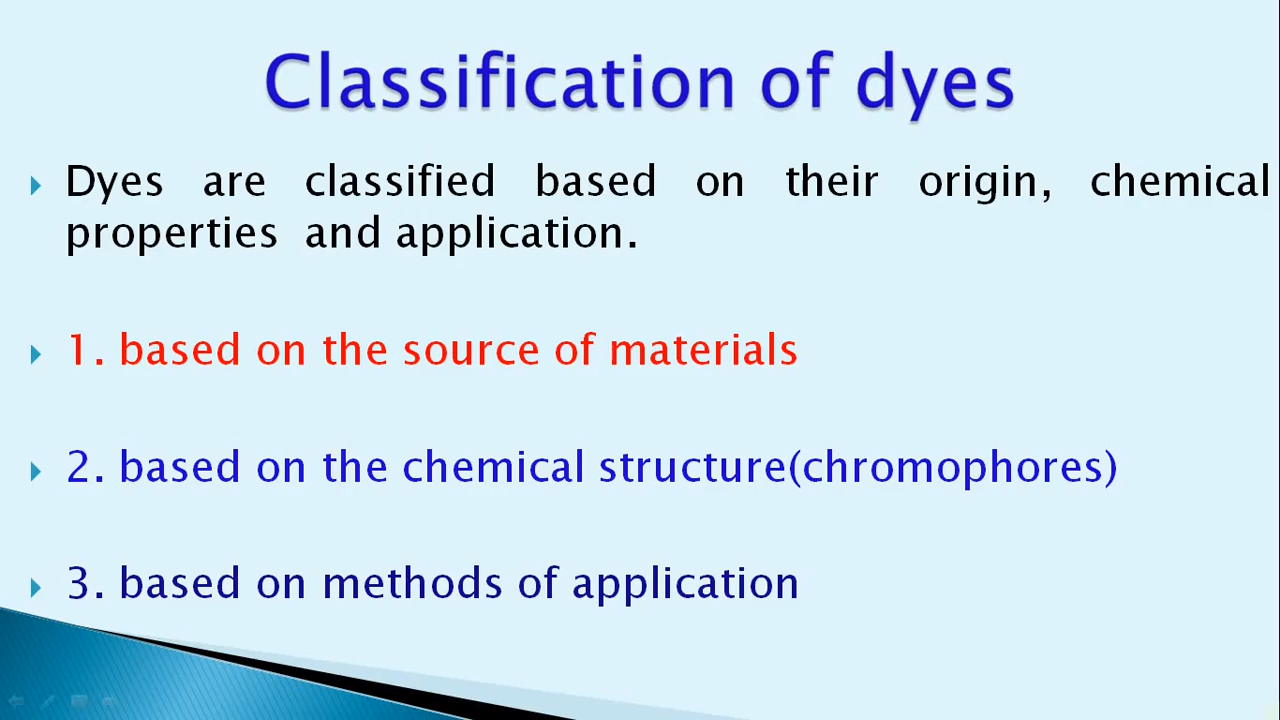 Classification of dyes
Dyes are classified based on their origin, chemical
properties and application.
1. based on the source of materials
2. based on the chemical structure(chromophores)
3. based on methods of application